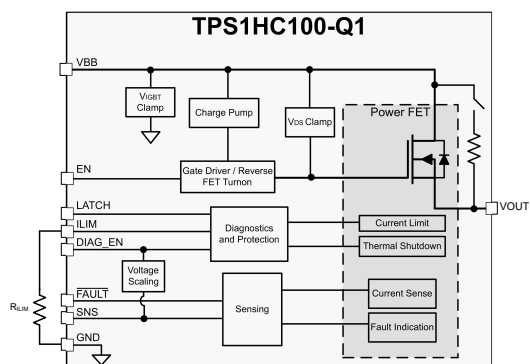 TPS1HC100-Q1
VBB
VIGBT
Clamp
Charge Pump
VDS Clamp
Power FET
EN
Gate Driver / Reverse
FET Turnon
VOUT
LATCH
ILIM
DIAG_EN
Diagnostics
and Protection
Current Limit
Thermal Shutdown
Voltage
Scaling
RILIM
FAULT
SNS
GND
Sensing
Current Sense
Fault Indication